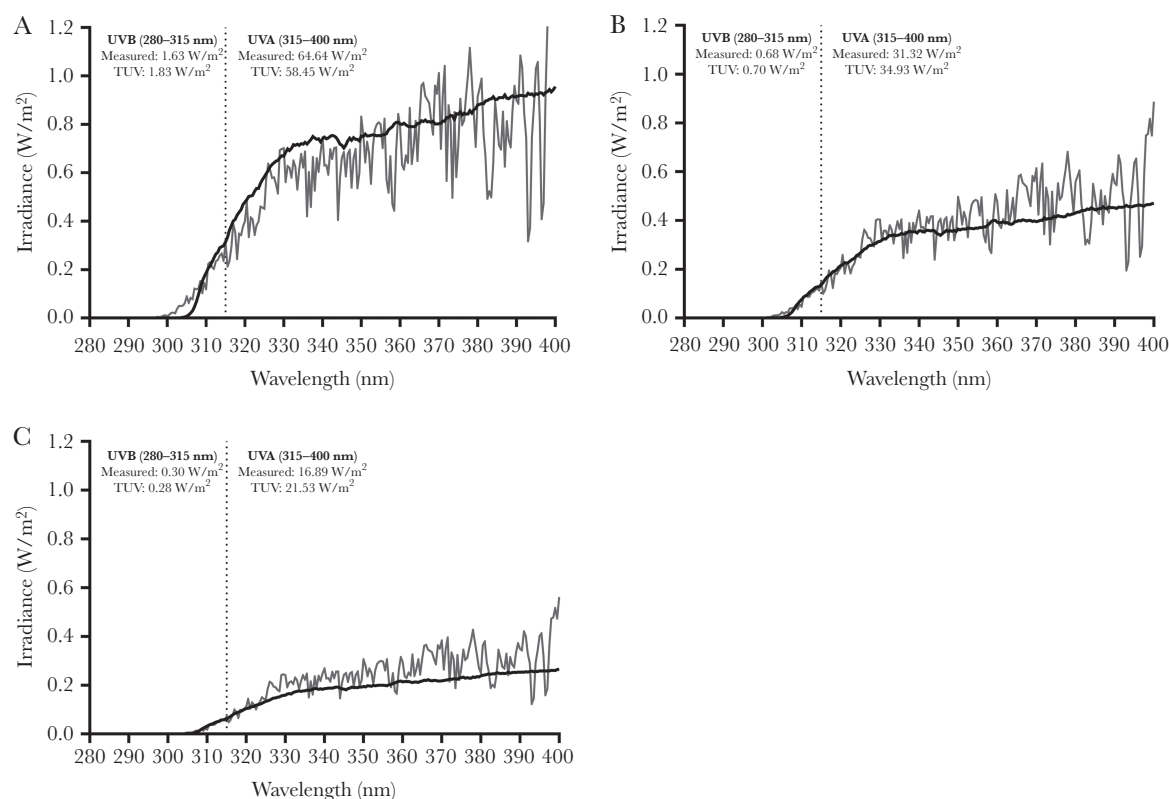 A
UVB (280–315 nm)
Measured: 1.63 W/m²
TUV: 1.83 W/m²
UVA (315–400 nm)
Measured: 64.64 W/m²
TUV: 58.45 W/m²
Irradiance (W/m²)
1.2
1.0
0.8
0.6
0.4
0.2
0.0
280 290 300 310 320 330 340 350 360 370 380 390 400
Wavelength (nm)
B
UVB (280–315 nm)
Measured: 0.68 W/m²
TUV: 0.70 W/m²
UVA (315–400 nm)
Measured: 31.32 W/m²
TUV: 34.93 W/m²
Irradiance (W/m²)
1.2
1.0
0.8
0.6
0.4
0.2
0.0
280 290 300 310 320 330 340 350 360 370 380 390 400
Wavelength (nm)
C
UVB (280–315 nm)
Measured: 0.30 W/m²
TUV: 0.28 W/m²
UVA (315–400 nm)
Measured: 16.89 W/m²
TUV: 21.53 W/m²
Irradiance (W/m²)
1.2
1.0
0.8
0.6
0.4
0.2
0.0
280 290 300 310 320 330 340 350 360 370 380 390 400
Wavelength (nm)